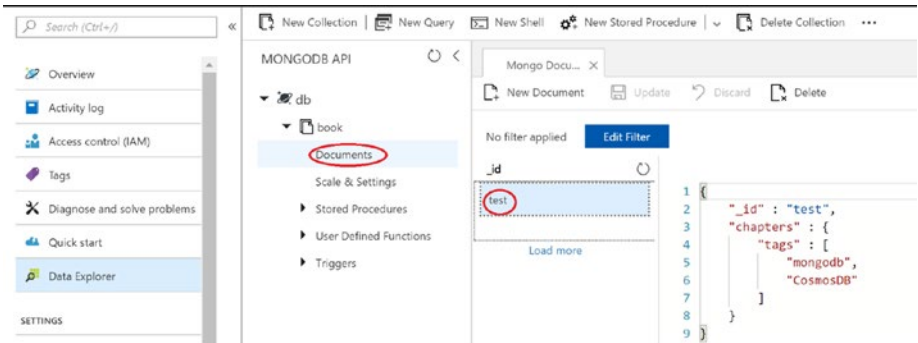 Search (Ctrl+/)
Overview
Activity log
Access control (IAM)
Tags
Diagnose and solve problems
Quick start
Data Explorer
SETTINGS
New Collection
New Query
New Shell
New Stored Procedure
Delete Collection
MONGODB API
db
book
Documents
Scale & Settings
Stored Procedures
User Defined Functions
Triggers
Mongo Docu...
New Document
Update
Discard
Delete
No filter applied
Edit Filter
_id
test
Load more
1 {
2 "_id" : "test",
3 "chapters" : {
4 "tags" : [
5 "mongodb",
6 "CosmosDB"
7 ]
8 }
9 }